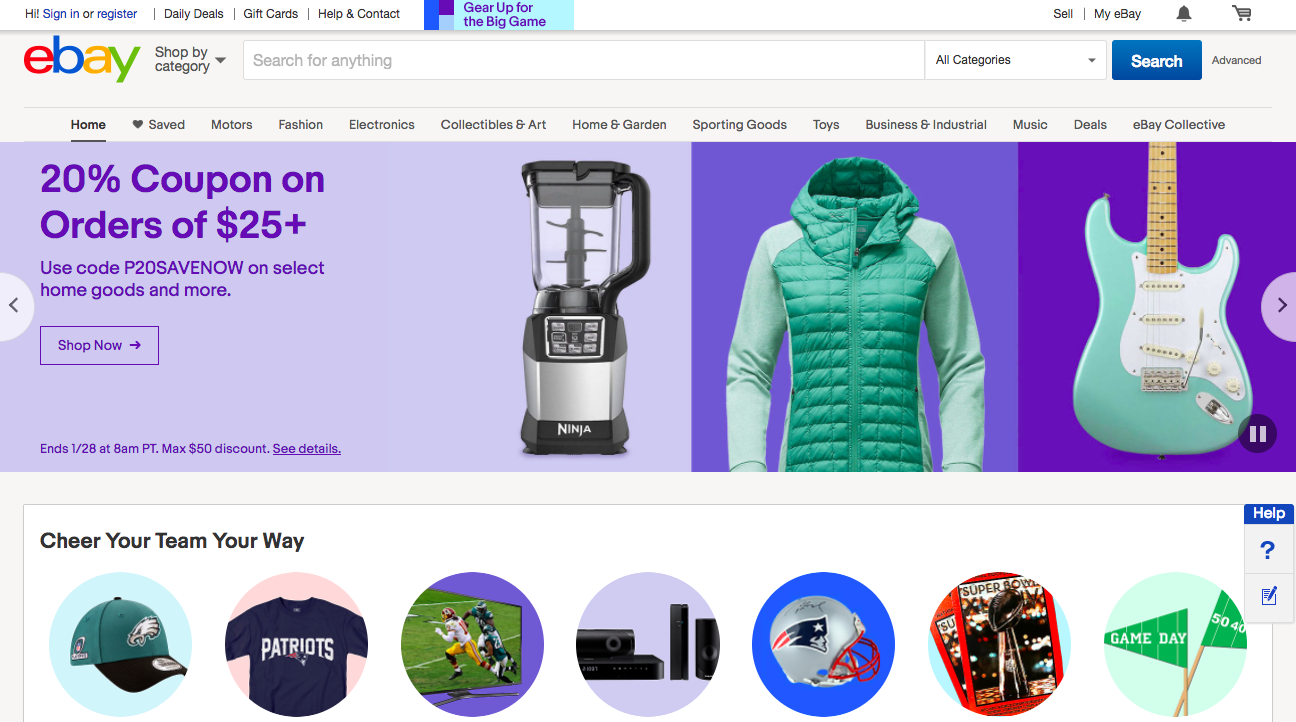 Hi! Sign in or register | Daily Deals | Gift Cards | Help & Contact
Gear Up for
the Big Game
Sell | My eBay
ebay
Shop by
category
Search for anything
All Categories
Search
Advanced
Home Saved Motors Fashion Electronics Collectibles & Art Home & Garden Sporting Goods Toys Business & Industrial Music Deals eBay Collective
20% Coupon on
Orders of $25+
Use code P20SAVENOW on select
home goods and more.
Shop Now →
Ends 1/28 at 8am PT. Max $50 discount. See details.
NINJA
Help
?
Cheer Your Team Your Way
PATRIOTS
SUPER BOWL
GAME DAY
50 40